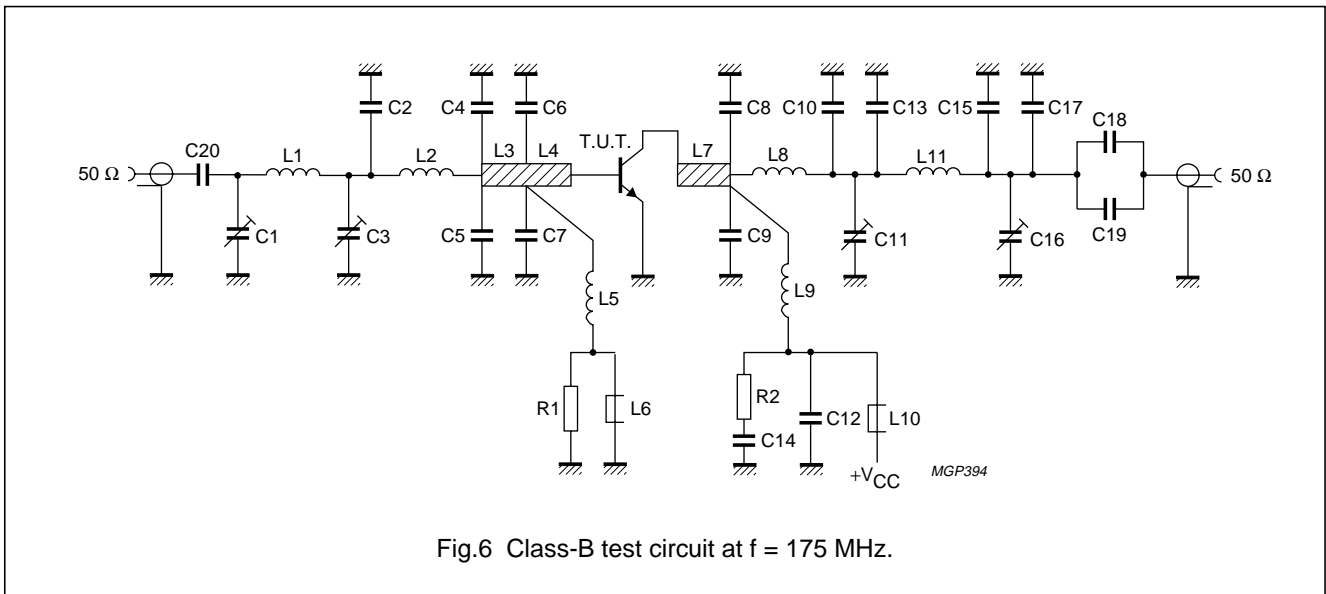 C2
C4
C6
C8
C10
C13
C15
C17
C18
T.U.T.
C20
L1
L2
L3
L4
L7
L8
L11
50 Ω
50 Ω
C1
C3
C5
C7
C9
C11
C16
C19
L5
L9
R1
L6
R2
C12
L10
C14
+VCC
MGP394
Fig.6 Class-B test circuit at f = 175 MHz.